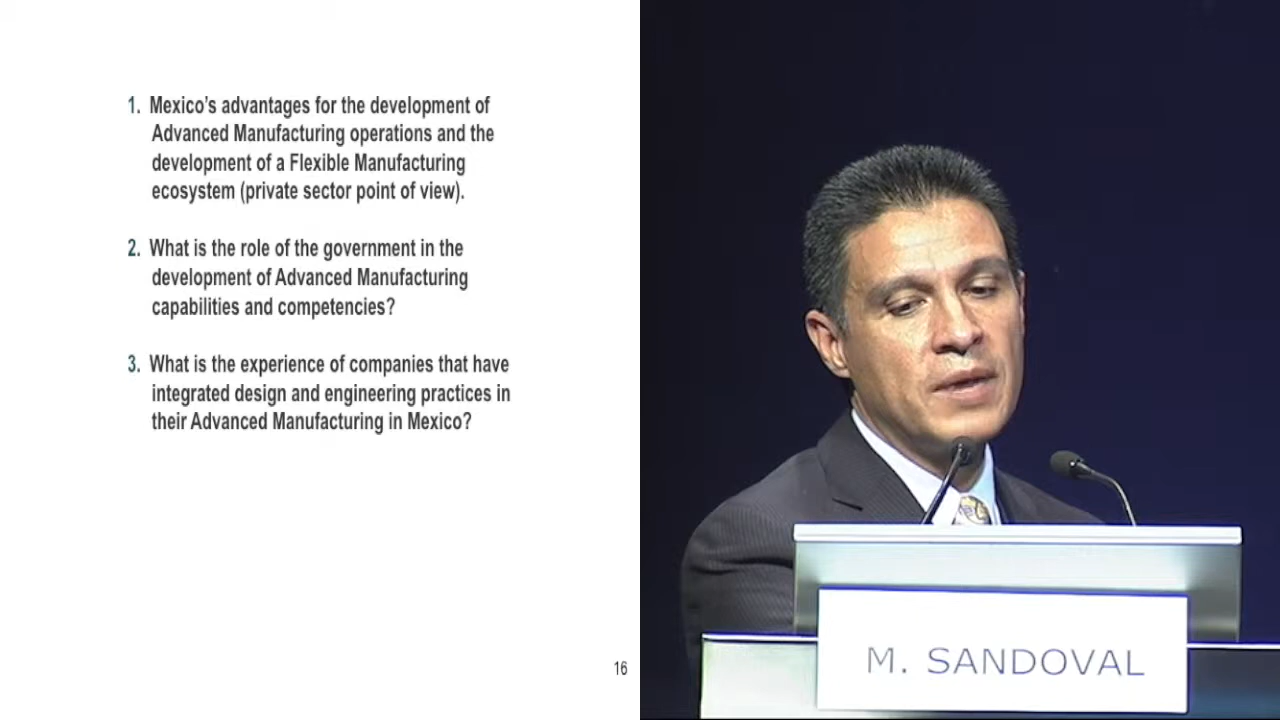 1. Mexico's advantages for the development of
Advanced Manufacturing operations and the
development of a Flexible Manufacturing
ecosystem (private sector point of view).
2. What is the role of the government in the
development of Advanced Manufacturing
capabilities and competencies?
3. What is the experience of companies that have
integrated design and engineering practices in
their Advanced Manufacturing in Mexico?
16
M. SANDOVAL